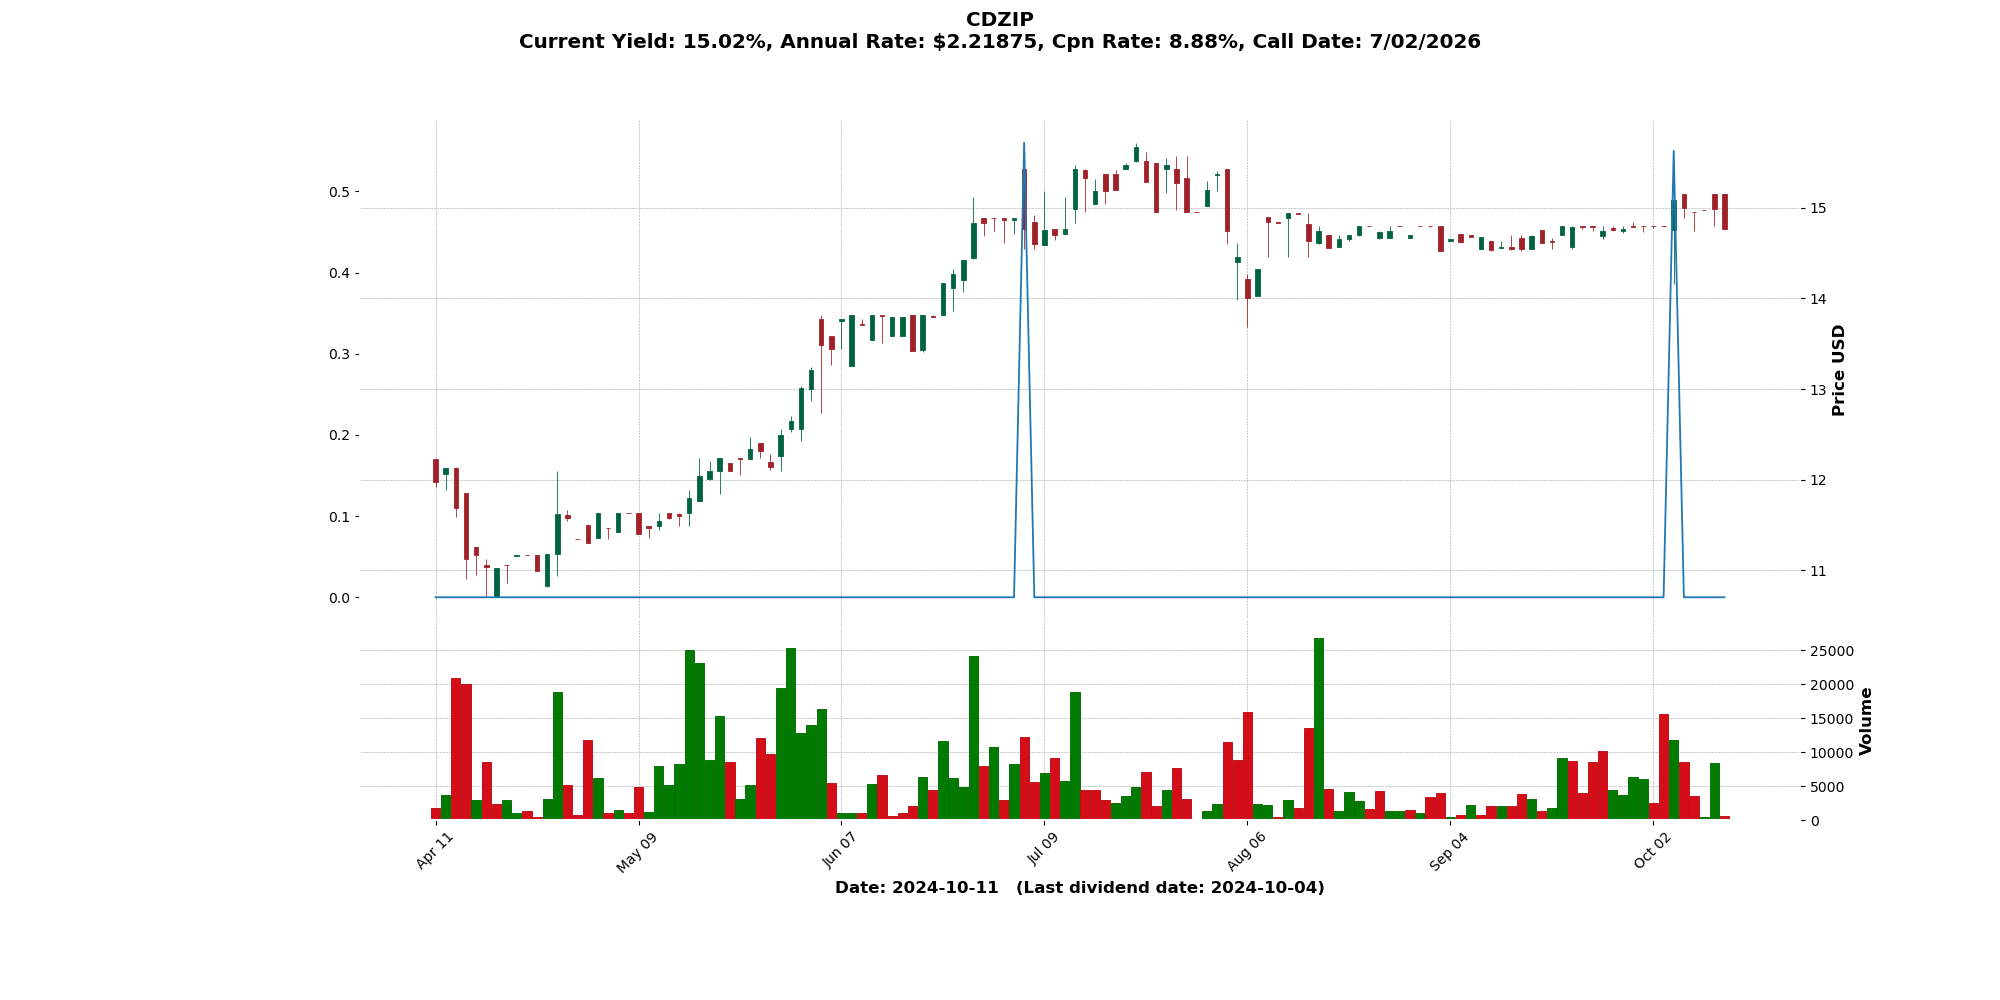 CDZIP
Current Yield: 15.02%, Annual Rate: $2.21875, Cpn Rate: 8.88%, Call Date: 7/02/2026
0.5
0.4
0.3
0.2
0.1
0.0
15
14
13
12
11
Price USD
25000
20000
15000
10000
5000
0
Volume
Apr 11
May 09
Jun 07
Jul 09
Aug 06
Sep 04
Oct 02
Date: 2024-10-11 (Last dividend date: 2024-10-04)